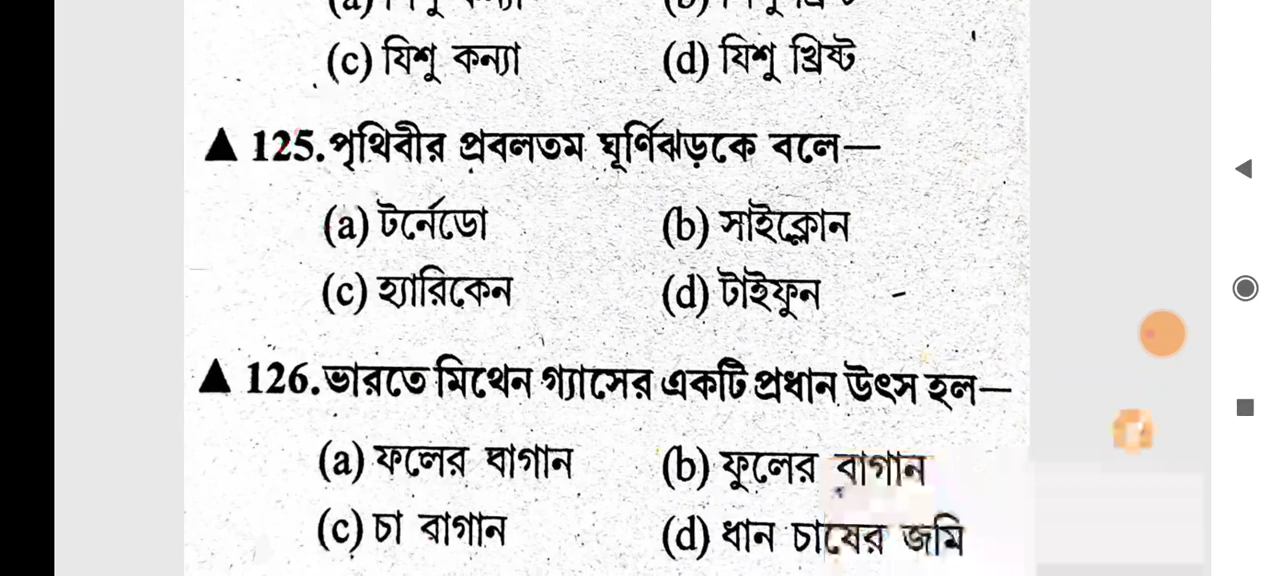 (c) যিশু কন্যা (d) যিশু খ্রিষ্ট
▲ 125. পৃথিবীর প্রবলতম ঘূর্ণিঝড়কে বলে—
(a) টর্নেডো (b) সাইক্লোন
(c) হ্যারিকেন (d) টাইফুন
▲ 126. ভারতে মিথেন গ্যাসের একটি প্রধান উৎস হল—
(a) ফলের বাগান (b) ফুলের বাগান
(c) চা বাগান (d) ধান চাষের জমি